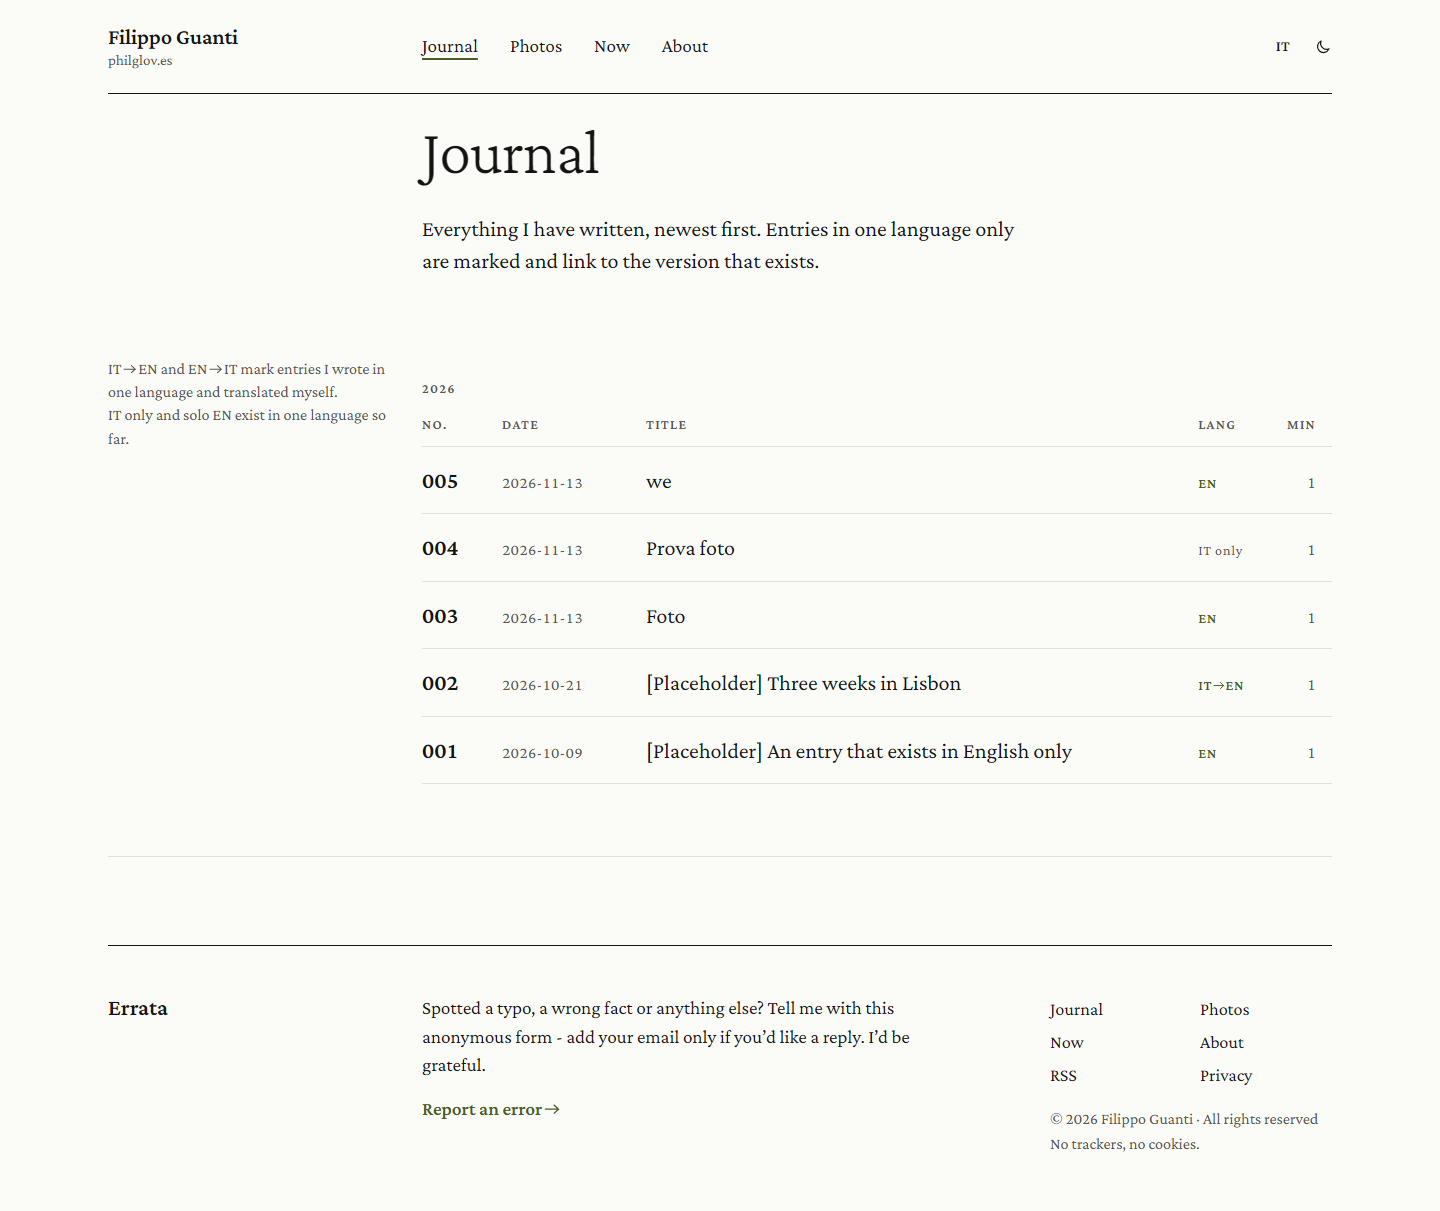 Filippo Guanti
philglov.es
Journal Photos Now About
IT
Journal
Everything I have written, newest first. Entries in one language only
are marked and link to the version that exists.
IT→EN and EN→IT mark entries I wrote in
one language and translated myself.
IT only and solo EN exist in one language so
far.
2026
NO. DATE TITLE LANG MIN
005 2026-11-13 we EN 1
004 2026-11-13 Prova foto IT only 1
003 2026-11-13 Foto EN 1
002 2026-10-21 [Placeholder] Three weeks in Lisbon IT→EN 1
001 2026-10-09 [Placeholder] An entry that exists in English only EN 1
Errata
Spotted a typo, a wrong fact or anything else? Tell me with this
anonymous form - add your email only if you’d like a reply. I’d be
grateful.
Report an error→
Journal Photos
Now About
RSS Privacy
© 2026 Filippo Guanti · All rights reserved
No trackers, no cookies.